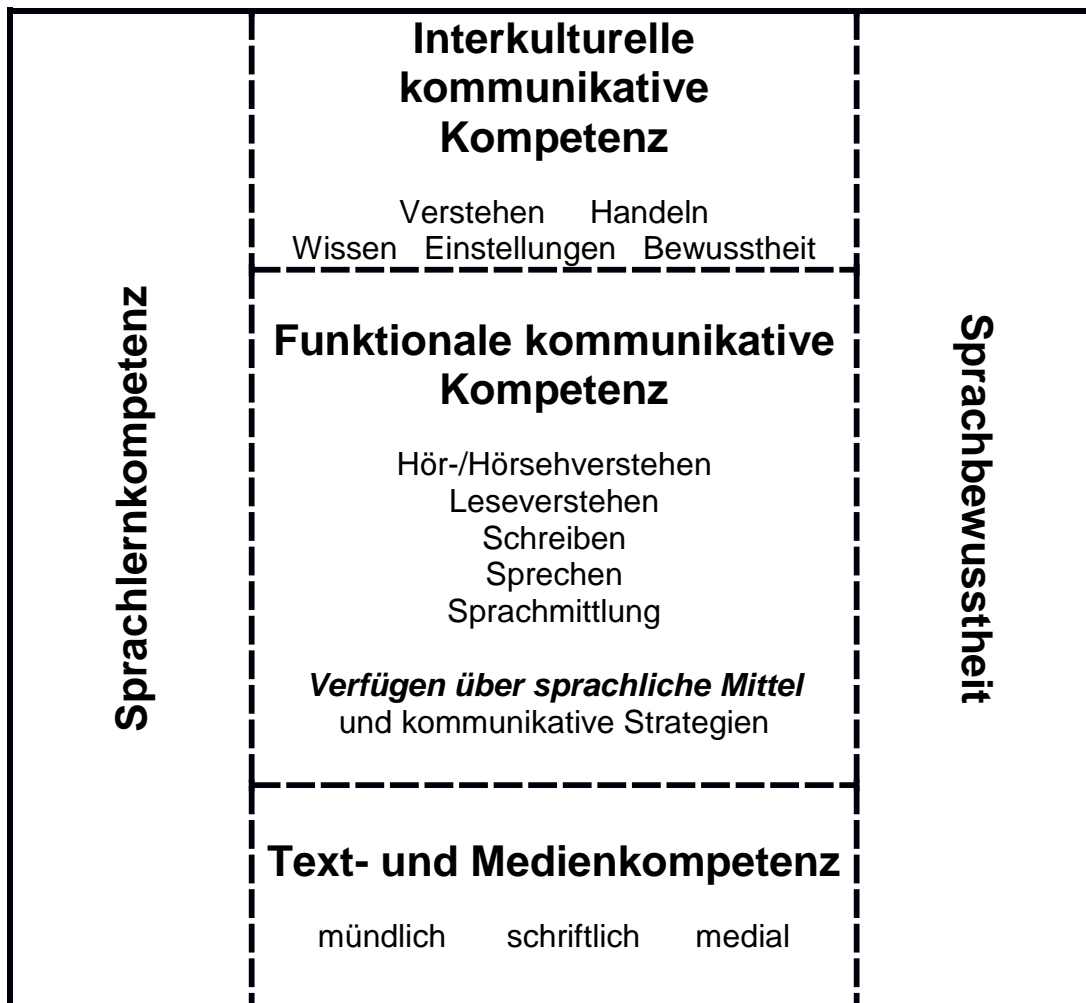 Interkulturelle
kommunikative
Kompetenz
Verstehen Handeln
Wissen Einstellungen Bewusstheit
Sprachlernkompetenz
Funktionale kommunikative
Kompetenz
Hör-/Hörsehverstehen
Leseverstehen
Schreiben
Sprechen
Sprachmittlung
Verfügen über sprachliche Mittel
und kommunikative Strategien
Sprachbewusstheit
Text- und Medienkompetenz
mündlich schriftlich medial